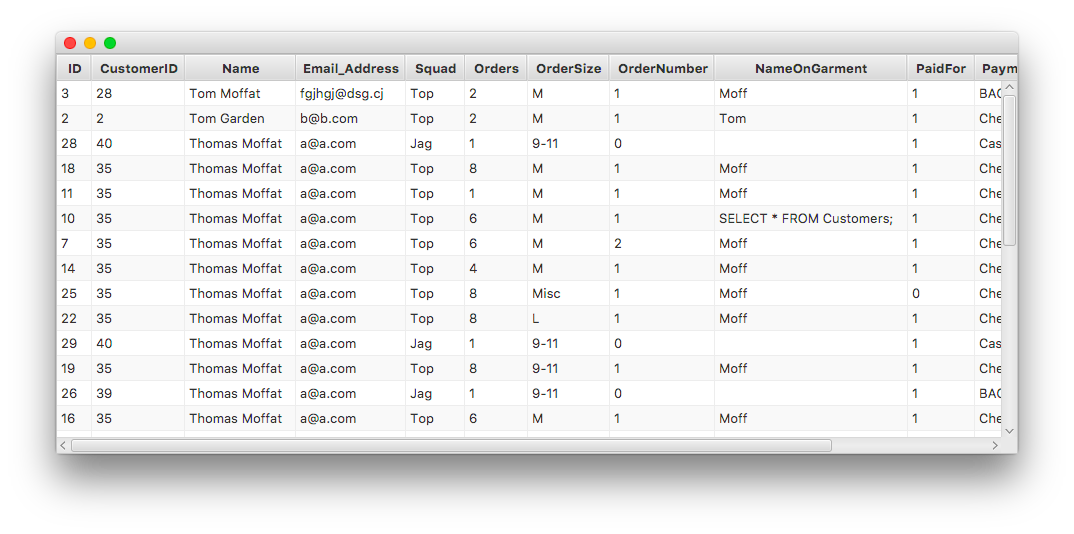 ID CustomerID Name Email_Address Squad Orders OrderSize OrderNumber NameOnGarment PaidFor Paym
3 28 Tom Moffat fgjhgj@dsg.cj Top 2 M 1 Moff 1 BAC
2 2 Tom Garden b@b.com Top 2 M 1 Tom 1 Che
28 40 Thomas Moffat a@a.com Jag 1 9-11 0 1 Cas
18 35 Thomas Moffat a@a.com Top 8 M 1 Moff 1 Che
11 35 Thomas Moffat a@a.com Top 1 M 1 Moff 1 Che
10 35 Thomas Moffat a@a.com Top 6 M 1 SELECT * FROM Customers; 1 Che
7 35 Thomas Moffat a@a.com Top 6 M 2 Moff 1 Che
14 35 Thomas Moffat a@a.com Top 4 M 1 Moff 1 Che
25 35 Thomas Moffat a@a.com Top 8 Misc 1 Moff 0 Che
22 35 Thomas Moffat a@a.com Top 8 L 1 Moff 1 Che
29 40 Thomas Moffat a@a.com Jag 1 9-11 0 1 Cas
19 35 Thomas Moffat a@a.com Top 8 9-11 1 Moff 1 Che
26 39 Thomas Moffat a@a.com Jag 1 9-11 0 1 BAC
16 35 Thomas Moffat a@a.com Top 6 M 1 Moff 1 Che